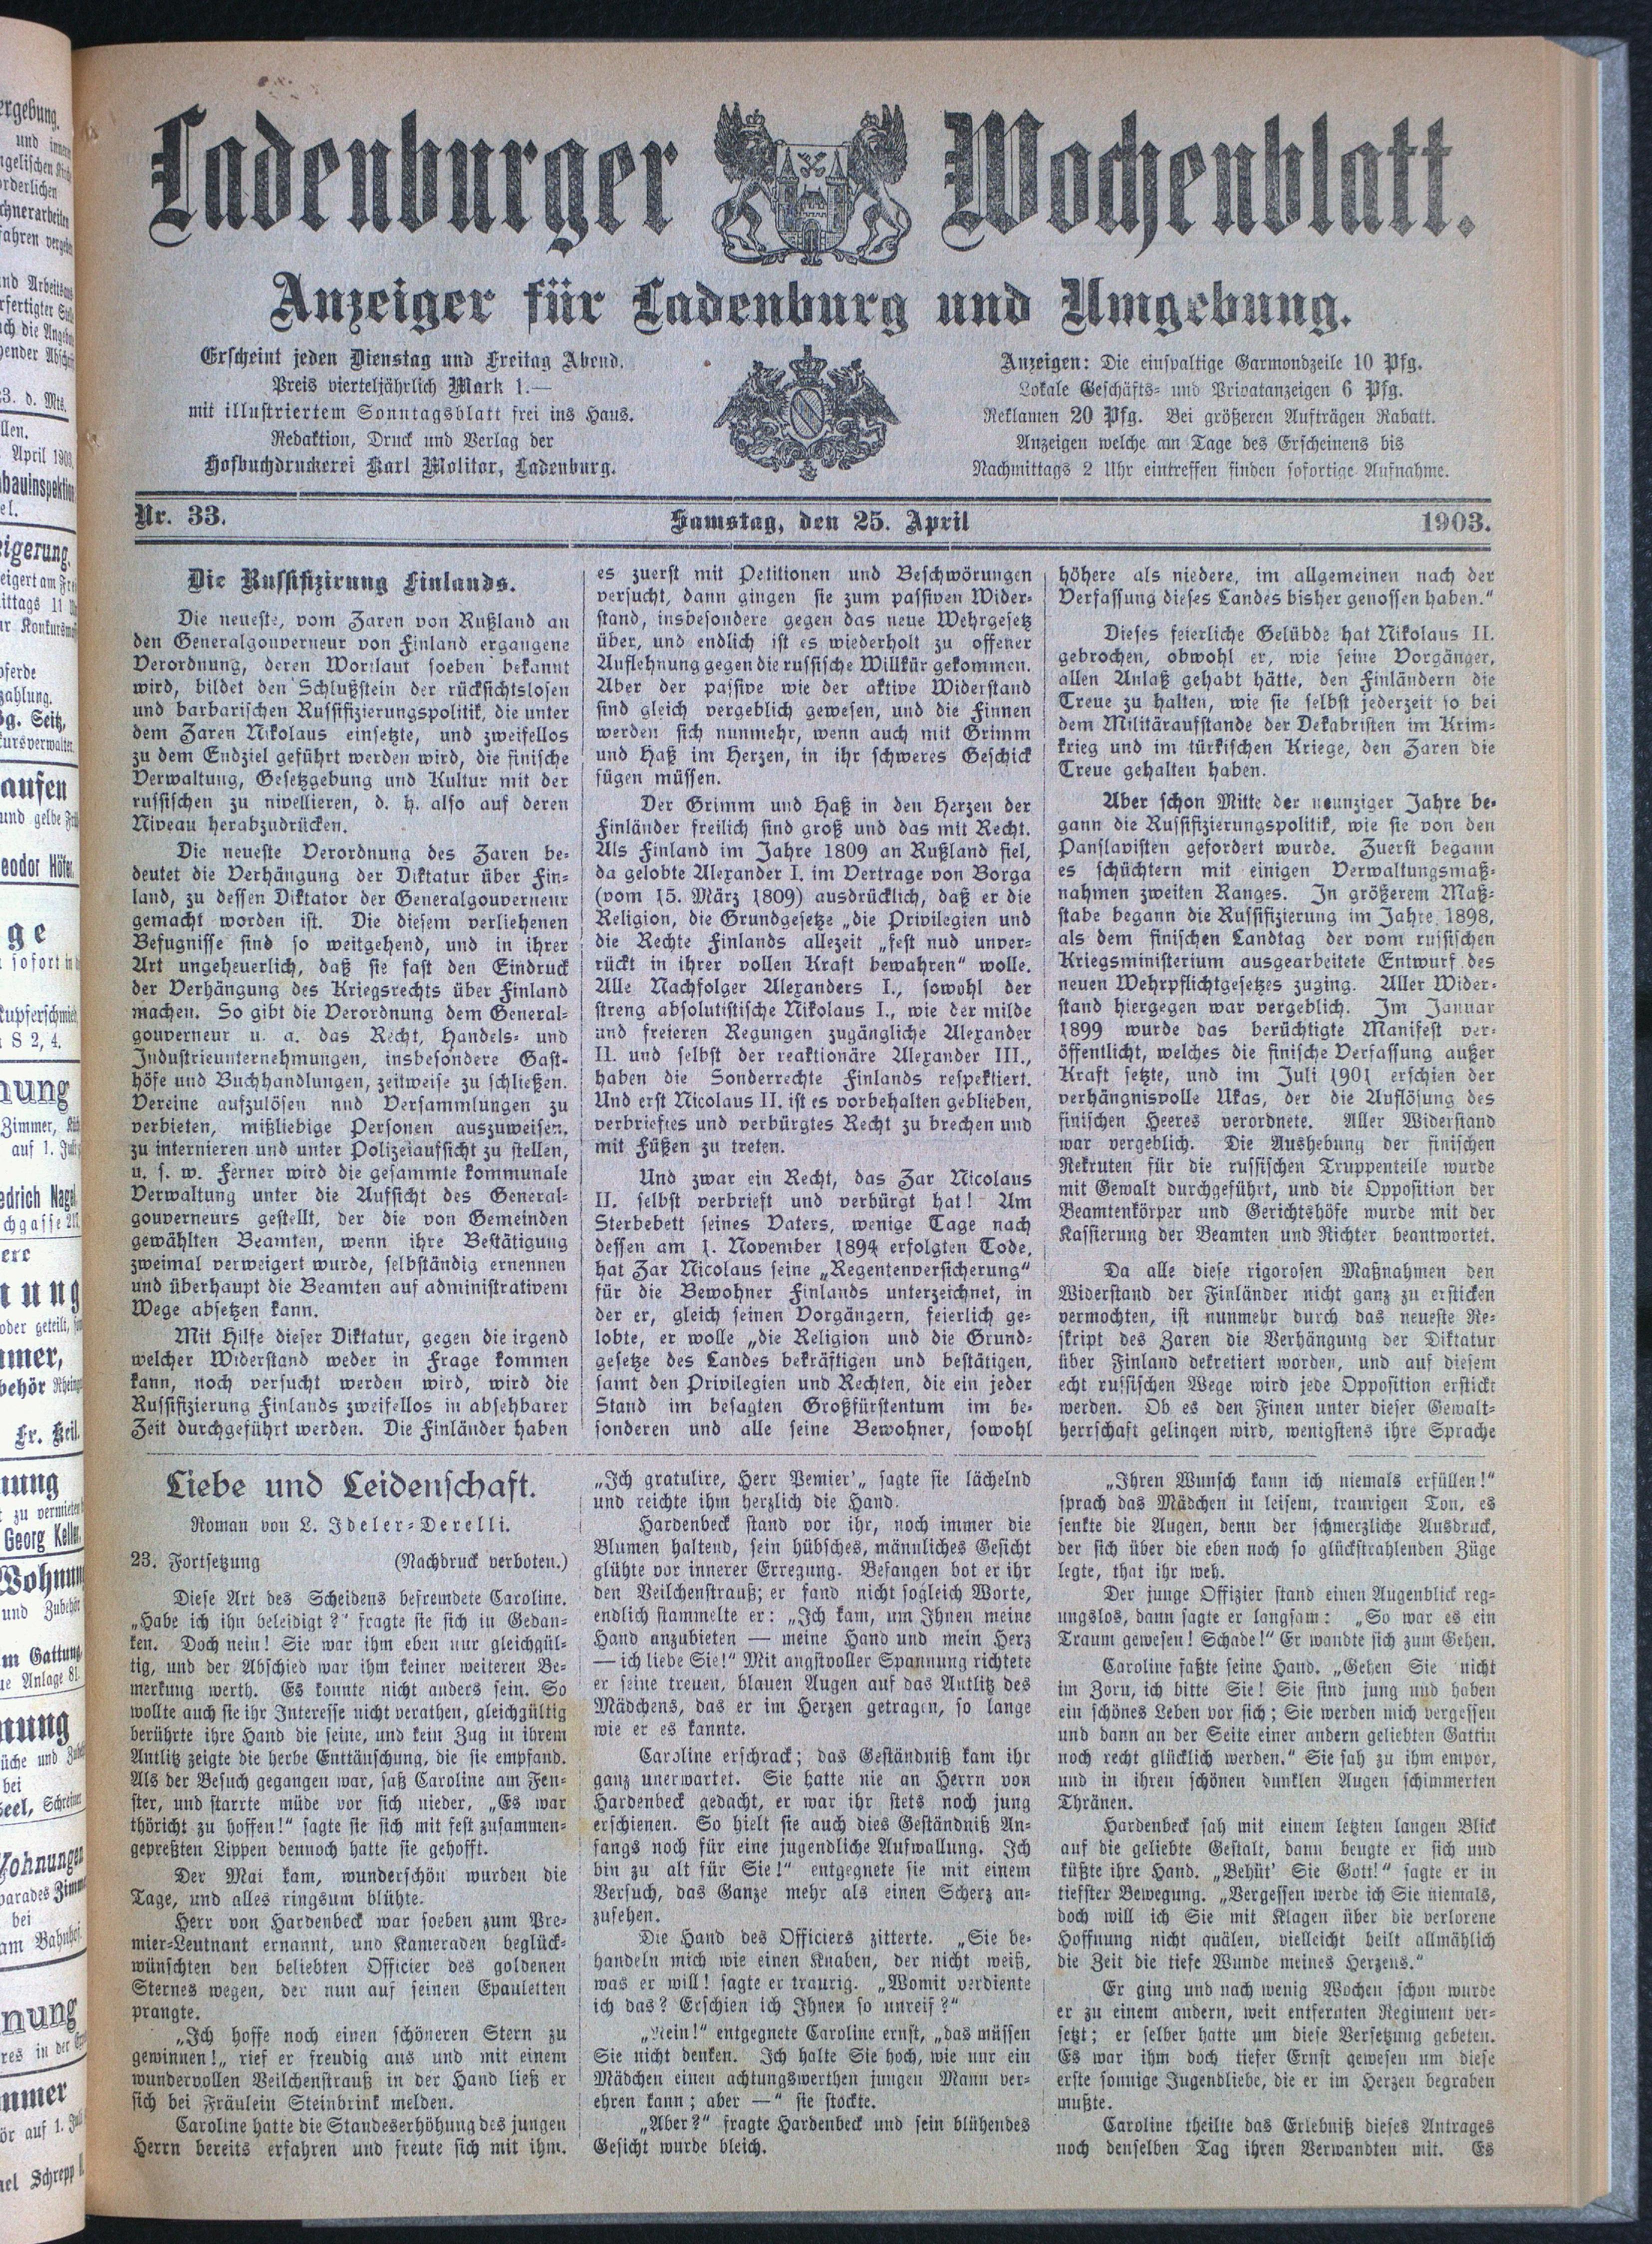 Ladenburger Wochenblatt.
Anzeiger für Ladenburg und Umgebung.
Erscheint jeden Dienstag und Freitag Abend.
Preis vierteljährlich Mark 1.—
mit illustriertem Sonntagsblatt frei ins Haus.
Redaktion, Druck und Verlag der
Hofbuchdruckerei Karl Molitor, Ladenburg.
Anzeigen: Die einspaltige Garmondzeile 10 Pfg.
Lokale Geschäfts- und Privatanzeigen 6 Pfg.
Reklamen 20 Pfg. Bei größeren Aufträgen Rabatt.
Anzeigen welche am Tage des Erscheinens bis
Nachmittags 2 Uhr eintreffen finden sofortige Aufnahme.
Nr. 33. Samstag, den 25. April 1903.
Die Russifizirung Finlands.
Die neueste, vom Zaren von Rußland an
den Generalgouverneur von Finland ergangene
Verordnung, deren Wortlaut soeben bekannt
wird, bildet den Schlußstein der rücksichtslosen
und barbarischen Russifizierungspolitik, die unter
dem Zaren Nikolaus einsetzte, und zweifellos
zu dem Endziel geführt werden wird, die finische
Verwaltung, Gesetzgebung und Kultur mit der
russischen zu nivellieren, d. h. also auf deren
Niveau herabzudrücken.
Die neueste Verordnung des Zaren be-
deutet die Verhängung der Diktatur über Fin-
land, zu dessen Diktator der Generalgouverneur
gemacht worden ist. Die diesem verliehenen
Befugnisse sind so weitgehend, und in ihrer
Art ungeheuerlich, daß sie fast den Eindruck
der Verhängung des Kriegsrechts über Finland
machen. So gibt die Verordnung dem General-
gouverneur u. a. das Recht, Handels- und
Industrieunternehmungen, insbesondere Gast-
höfe und Buchhandlungen, zeitweise zu schließen.
Vereine aufzulösen nnd Versammlungen zu
verbieten, mißliebige Personen auszuweisen,
zu internieren und unter Polizeiaufsicht zu stellen,
u. s. w. Ferner wird die gesammte kommunale
Verwaltung unter die Aufsicht des General-
gouverneurs gestellt, der die von Gemeinden
gewählten Beamten, wenn ihre Bestätigung
zweimal verweigert wurde, selbständig ernennen
und überhaupt die Beamten auf administrativem
Wege absetzen kann.
Mit Hilfe dieser Diktatur, gegen die irgend
welcher Widerstand weder in Frage kommen
kann, noch versucht werden wird, wird die
Russifizierung Finlands zweifellos in absehbarer
Zeit durchgeführt werden. Die Finländer haben
es zuerst mit Petitionen und Beschwörungen
versucht, dann gingen sie zum passiven Wider-
stand, insbesondere gegen das neue Wehrgesetz
über, und endlich ist es wiederholt zu offener
Auflehnung gegen die russische Willkür gekommen.
Aber der passive wie der aktive Widerstand
sind gleich vergeblich gewesen, und die Finnen
werden sich nunmehr, wenn auch mit Grimm
und Haß im Herzen, in ihr schweres Geschick
fügen müssen.
Der Grimm und Haß in den Herzen der
Finländer freilich sind groß und das mit Recht.
Als Finland im Jahre 1809 an Rußland fiel,
da gelobte Alexander I. im Vertrage von Borga
(vom 15. März 1809) ausdrücklich, daß er die
Religion, die Grundgesetze „die Privilegien und
die Rechte Finlands allezeit „fest nud unver-
rückt in ihrer vollen Kraft bewahren“ wolle.
Alle Nachfolger Alexanders I., sowohl der
streng absolutistische Nikolaus I., wie der milde
und freieren Regungen zugängliche Alexander
II. und selbst der reaktionäre Alexander III.,
haben die Sonderrechte Finlands respektiert.
Und erst Nicolaus II. ist es vorbehalten geblieben,
verbrieftes und verbürgtes Recht zu brechen und
mit Füßen zu treten.
Und zwar ein Recht, das Zar Nicolaus
II. selbst verbrieft und verbürgt hat! Am
Sterbebett seines Vaters, wenige Tage nach
dessen am 1. November 1894 erfolgten Tode,
hat Zar Nicolaus seine „Regentenversicherung“
für die Bewohner Finlands unterzeichnet, in
der er, gleich seinen Vorgängern, feierlich ge-
lobte, er wolle „die Religion und die Grund-
gesetze des Landes bekräftigen und bestätigen,
samt den Privilegien und Rechten, die ein jeder
Stand im besagten Großfürstentum im be-
sonderen und alle seine Bewohner, sowohl
höhere als niedere, im allgemeinen nach der
Verfassung dieses Landes bisher genossen haben.“
Dieses feierliche Gelübde hat Nikolaus II.
gebrochen, obwohl er, wie seine Vorgänger,
allen Anlaß gehabt hätte, den Finländern die
Treue zu halten, wie sie selbst jederzeit so bei
dem Militäraufstande der Dekabristen im Krim-
krieg und im türkischen Kriege, den Zaren die
Treue gehalten haben.
Aber schon Mitte der neunziger Jahre be-
gann die Russifizierungspolitik, wie sie von den
Panslavisten gefordert wurde. Zuerst begann
es schüchtern mit einigen Verwaltungsmaß-
nahmen zweiten Ranges. In größerem Maß-
stabe begann die Russifizierung im Jahre 1898,
als dem finischen Landtag der vom russischen
Kriegsministerium ausgearbeitete Entwurf des
neuen Wehrpflichtgesetzes zuging. Aller Wider-
stand hiergegen war vergeblich. Im Januar
1899 wurde das berüchtigte Manifest ver-
öffentlicht, welches die finische Verfassung außer
Kraft setzte, und im Juli 1901 erschien der
verhängnisvolle Ukas, der die Auflösung des
finischen Heeres verordnete. Aller Widerstand
war vergeblich. Die Aushebung der finischen
Rekruten für die russischen Truppenteile wurde
mit Gewalt durchgeführt, und die Opposition der
Beamtenkörper und Gerichtshöfe wurde mit der
Kassierung der Beamten und Richter beantwortet.
Da alle diese rigorosen Maßnahmen den
Widerstand der Finländer nicht ganz zu ersticken
vermochten, ist nunmehr durch das neueste Re-
skript des Zaren die Verhängung der Diktatur
über Finland dekretiert worden, und auf diesem
echt russischen Wege wird jede Opposition erstickt
werden. Ob es den Finen unter dieser Gewalt-
herrschaft gelingen wird, wenigstens ihre Sprache
Liebe und Leidenschaft.
Roman von L. Ideler-Derelli.
23. Fortsetzung (Nachdruck verboten.)
Diese Art des Scheidens befremdete Caroline.
„Habe ich ihn beleidigt?“ fragte sie sich in Gedan-
ken. Doch nein! Sie war ihm eben nur gleichgül-
tig, und der Abschied war ihm keiner weiteren Be-
merkung werth. Es konnte nicht anders sein. So
wollte auch sie ihr Interesse nicht verathen, gleichgültig
berührte ihre Hand die seine, und kein Zug in ihrem
Antlitz zeigte die herbe Enttäuschung, die sie empfand.
Als der Besuch gegangen war, saß Caroline am Fen-
ster, und starrte müde vor sich nieder, „Es war
thöricht zu hoffen!“ sagte sie sich mit fest zusammen-
gepreßten Lippen dennoch hatte sie gehofft.
Der Mai kam, wunderschön wurden die
Tage, und alles ringsum blühte.
Herr von Hardenbeck war soeben zum Pre-
mier-Leutnant ernannt, und Kameraden beglück-
wünschten den beliebten Officier des goldenen
Sternes wegen, der nun auf seinen Epauletten
prangte.
„Ich hoffe noch einen schöneren Stern zu
gewinnen!„ rief er freudig aus und mit einem
wundervollen Veilchenstrauß in der Hand ließ er
sich bei Fräulein Steinbrink melden.
Caroline hatte die Standeserhöhung des jungen
Herrn bereits erfahren und freute sich mit ihm.
„Ich gratulire, Herr Pemier'„ sagte sie lächelnd
und reichte ihm herzlich die Hand.
Hardenbeck stand vor ihr, noch immer die
Blumen haltend, sein hübsches, männliches Gesicht
glühte vor innerer Erregung. Befangen bot er ihr
den Veilchenstrauß; er fand nicht sogleich Worte,
endlich stammelte er: „Ich kam, um Ihnen meine
Hand anzubieten — meine Hand und mein Herz
— ich liebe Sie!“ Mit angstvoller Spannung richtete
er seine treuen, blauen Augen auf das Antlitz des
Mädchens, das er im Herzen getragen, so lange
wie er es kannte.
Caroline erschrack; das Geständniß kam ihr
ganz unerwartet. Sie hatte nie an Herrn von
Hardenbeck gedacht, er war ihr stets noch jung
erschienen. So hielt sie auch dies Geständniß An-
fangs noch für eine jugendliche Aufwallung. Ich
bin zu alt für Sie!“ entgegnete sie mit einem
Versuch, das Ganze mehr als einen Scherz an-
zusehen.
Die Hand des Officiers zitterte. „Sie be-
handeln mich wie einen Knaben, der nicht weiß,
was er will! sagte er traurig. „Womit verdiente
ich das? Erschien ich Ihnen so unreif?“
„Nein!“ entgegnete Caroline ernst, „das müssen
Sie nicht denken. Ich halte Sie hoch, wie nur ein
Mädchen einen achtungswerthen jungen Mann ver-
ehren kann; aber —“ sie stockte.
„Aber?“ fragte Hardenbeck und sein blühendes
Gesicht wurde bleich.
„Ihren Wunsch kann ich niemals erfüllen!“
sprach das Mädchen in leisem, traurigen Ton, es
senkte die Augen, denn der schmerzliche Ausdruck,
der sich über die eben noch so glückstrahlenden Züge
legte, that ihr weh.
Der junge Offizier stand einen Augenblick reg-
ungslos, dann sagte er langsam: „So war es ein
Traum gewesen! Schade!“ Er wandte sich zum Gehen.
Caroline faßte seine Hand. „Gehen Sie nicht
im Zorn, ich bitte Sie! Sie sind jung und haben
ein schönes Leben vor sich; Sie werden mich vergessen
und dann an der Seite einer andern geliebten Gattin
noch recht glücklich werden.“ Sie sah zu ihm empor,
und in ihren schönen dunklen Augen schimmerten
Thränen.
Hardenbeck sah mit einem letzten langen Blick
auf die geliebte Gestalt, dann beugte er sich und
küßte ihre Hand. „Behüt' Sie Gott!“ sagte er in
tiefster Bewegung. „Vergessen werde ich Sie niemals,
doch will ich Sie mit Klagen über die verlorene
Hoffnung nicht quälen, vielleicht heilt allmählich
die Zeit die tiefe Wunde meines Herzens.“
Er ging und nach wenig Wochen schon wurde
er zu einem andern, weit entfernten Regiment ver-
setzt; er selber hatte um diese Versetzung gebeten.
Es war ihm doch tiefer Ernst gewesen um diese
erste sonnige Jugendliebe, die er im Herzen begraben
mußte.
Caroline theilte das Erlebniß dieses Antrages
noch denselben Tag ihren Verwandten mit. Es